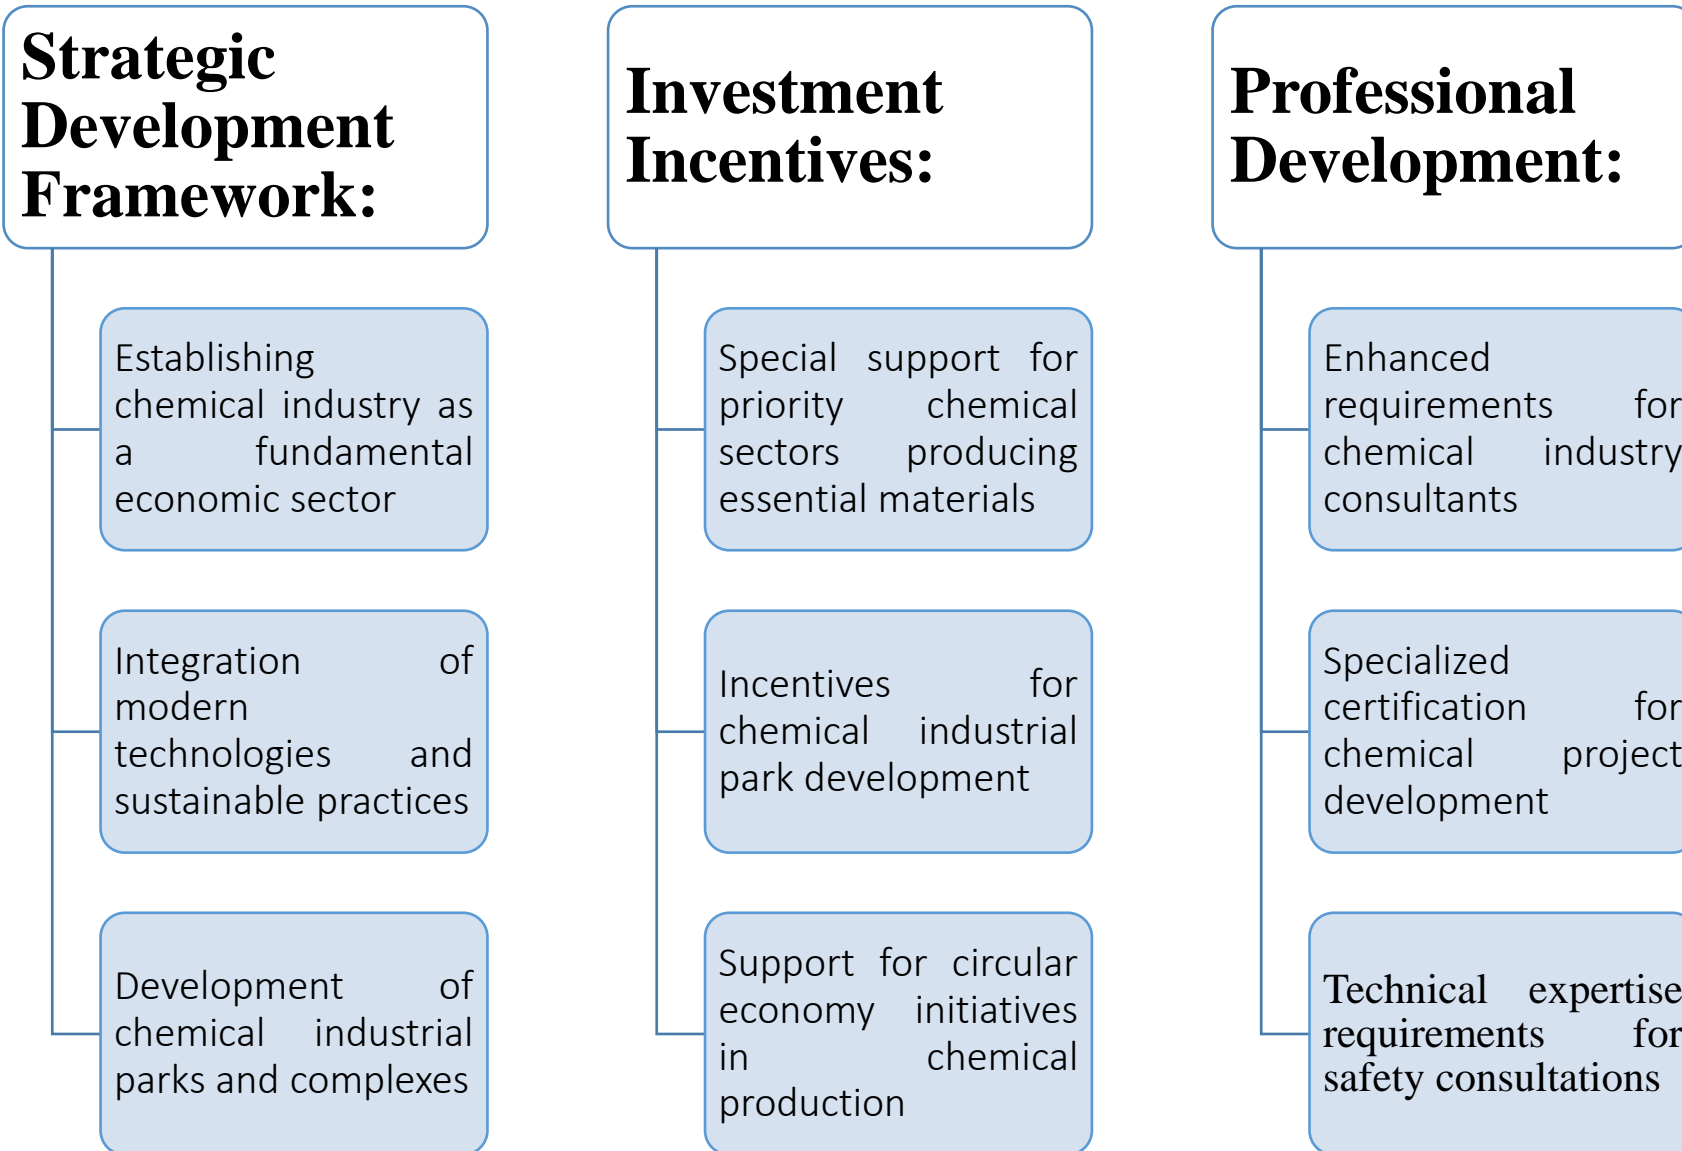 Strategic
Development
Framework:
Establishing
chemical industry as
a fundamental
economic sector
Integration of
modern
technologies and
sustainable practices
Development of
chemical industrial
parks and complexes
Investment
Incentives:
Special support for
priority chemical
sectors producing
essential materials
Incentives for
chemical industrial
park development
Support for circular
economy initiatives
in chemical
production
Professional
Development:
Enhanced
requirements for
chemical industry
consultants
Specialized
certification for
chemical project
development
Technical expertise
requirements for
safety consultations